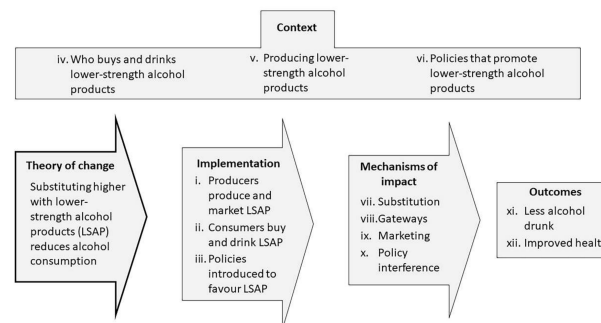 Context
iv. Who buys and drinks
lower-strength alcohol
products
v. Producing lower-
strength alcohol
products
vi. Policies that promote
lower-strength alcohol
products
Theory of change
Substituting higher
with lower-
strength alcohol
products (LSAP)
reduces alcohol
consumption
Implementation
i. Producers
produce and
market LSAP
ii. Consumers buy
and drink LSAP
iii. Policies
introduced to
favour LSAP
Mechanisms of
impact
vii. Substitution
viii. Gateways
ix. Marketing
x. Policy
interference
Outcomes
xi. Less alcohol
drunk
xii. Improved healt